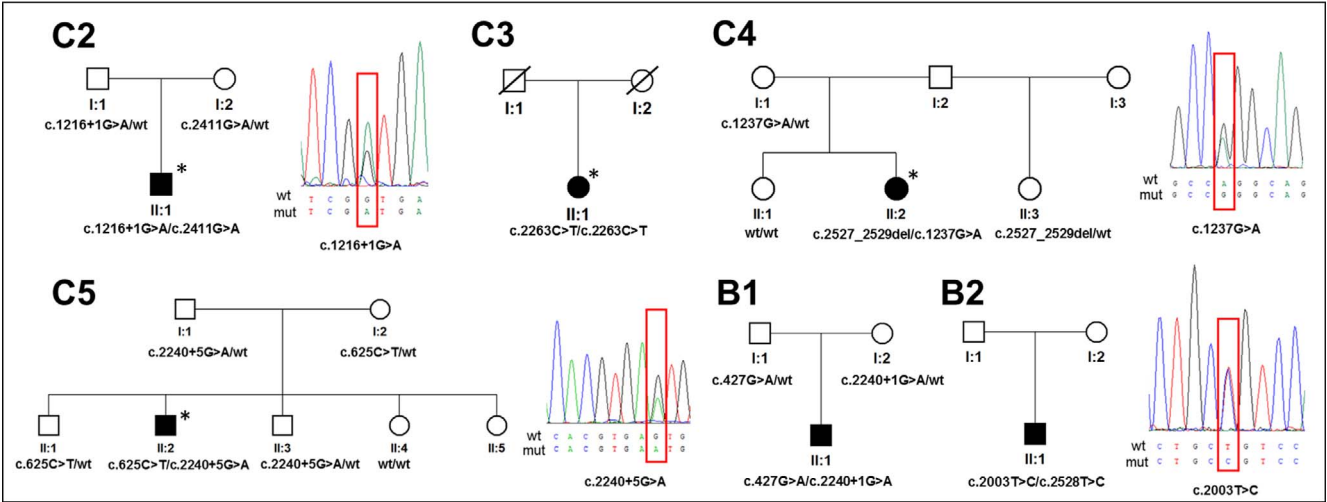 C2
I:1
I:2
c.1216+1G>A/wt
c.2411G>A/wt
*
II:1
c.1216+1G>A/c.2411G>A
wt T C G G T G A
mut T C G A T G A
c.1216+1G>A
C3
I:1
I:2
*
II:1
c.2263C>T/c.2263C>T
C4
I:1
I:2
I:3
c.1237G>A/wt
*
II:1
II:2
II:3
wt/wt
c.2527_2529del/c.1237G>A
c.2527_2529del/wt
wt G C C A G G C A G
mut G C C G G G C A G
c.1237G>A
C5
I:1
I:2
c.2240+5G>A/wt
c.625C>T/wt
*
II:1
II:2
II:3
II:4
II:5
c.625C>T/wt
c.625C>T/c.2240+5G>A
c.2240+5G>A/wt
wt/wt
wt C A C G T G A G T G
mut C A C G T G A A T G
c.2240+5G>A
B1
I:1
I:2
c.427G>A/wt
c.2240+1G>A/wt
II:1
c.427G>A/c.2240+1G>A
B2
I:1
I:2
II:1
c.2003T>C/c.2528T>C
wt C T G C T G T C C
mut C T G C C G T C C
c.2003T>C